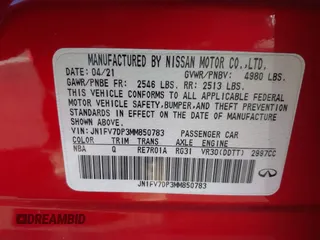 MANUFACTURED BY NISSAN MOTOR CO.,LTD.
DATE: 04/21 GVWR/PNBV: 4980 LBS.
GAWR/PNBE FR: 2546 LBS. RR: 2513 LBS.
THIS VEHICLE CONFORMS TO ALL APPLICABLE FEDERAL
MOTOR VEHICLE SAFETY,BUMPER,AND THEFT PREVENTION
STANDARDS IN EFFECT ON THE DATE OF MANUFACTURE
SHOWN ABOVE.
VIN: JN1FV7DP3MM850783 PASSENGER CAR
COLOR TRIM TRANS AXLE ENGINE
NBA Q RE7R01A RG31 VR30(DDTT) 2997CC
JN1FV7DP3MM850783
© DREAMBID